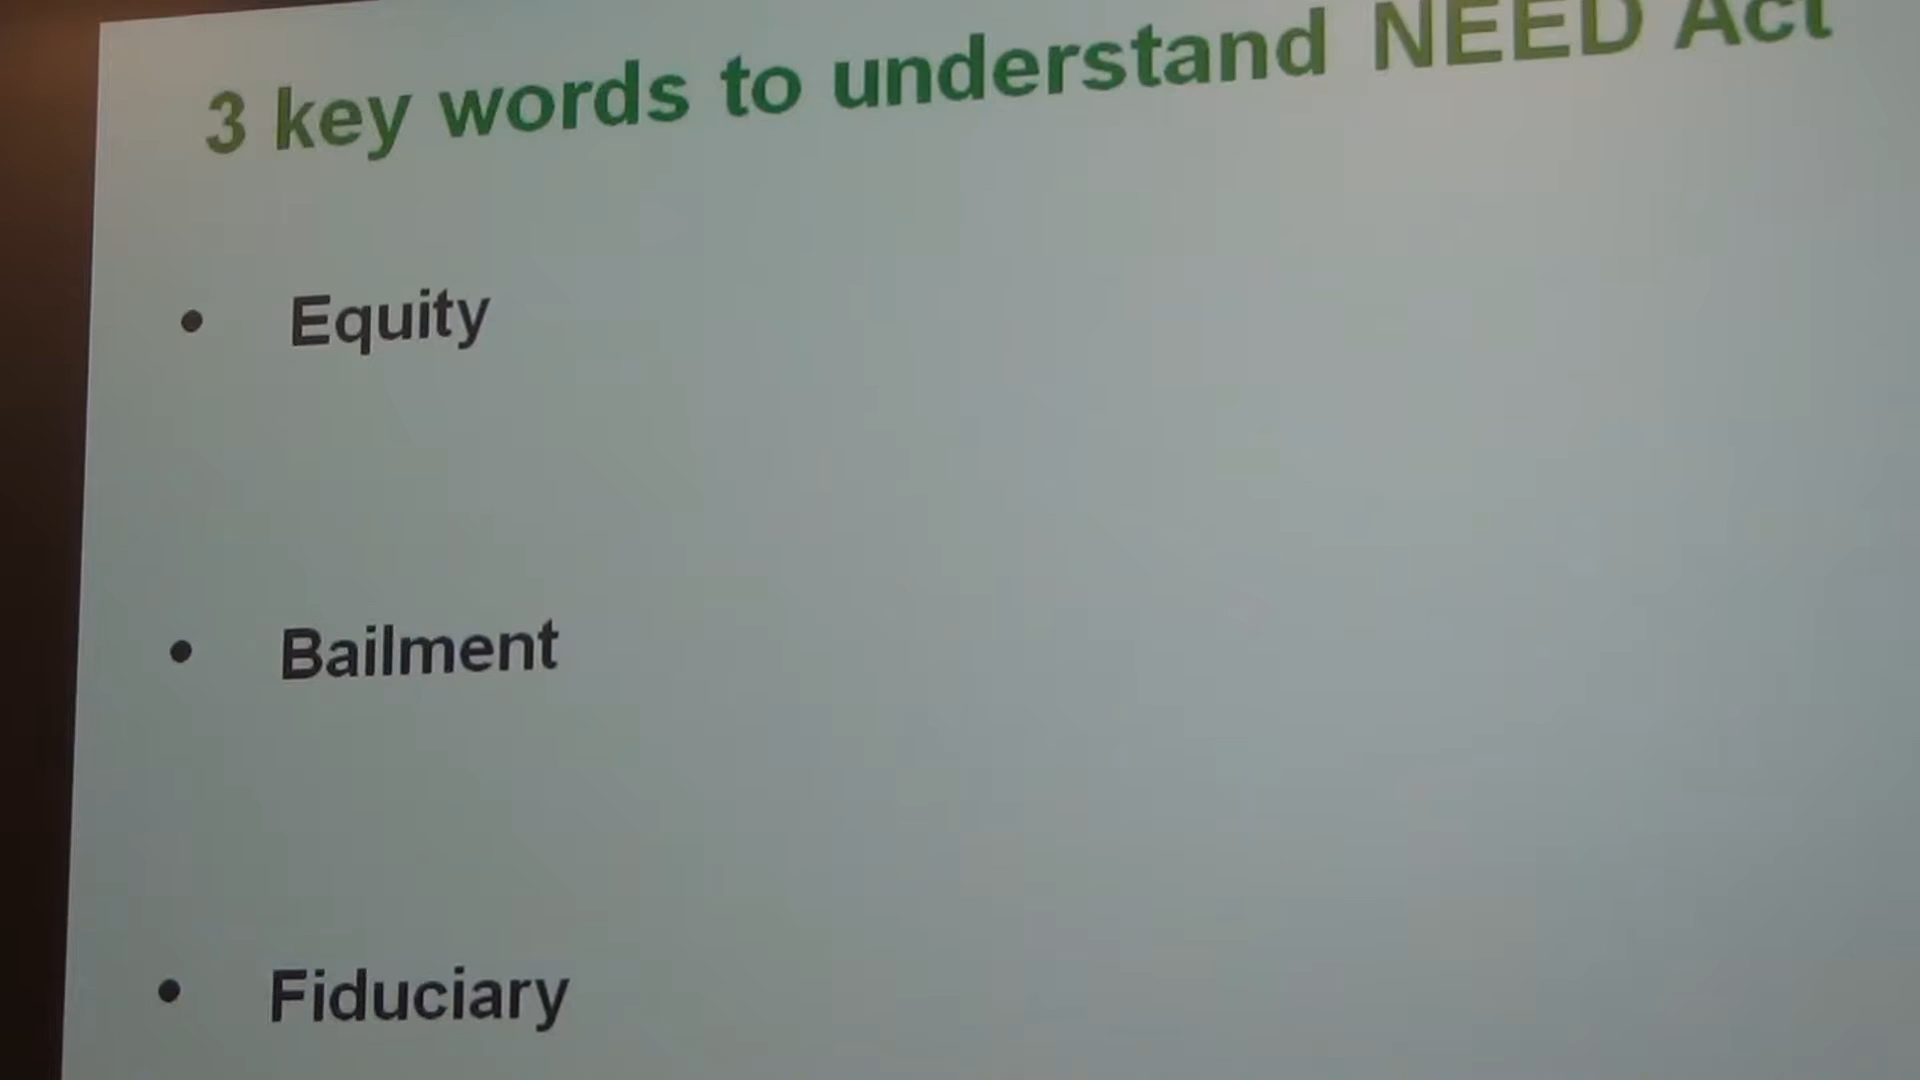 3 key words to understand NEED Act
• Equity
• Bailment
• Fiduciary